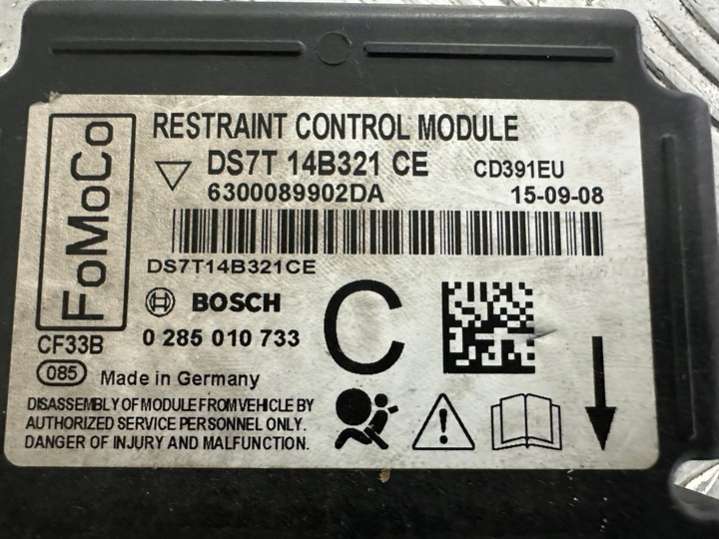 FoMoCo
RESTRAINT CONTROL MODULE
DS7T 14B321 CE CD391EU
6300089902DA 15-09-08
DS7T14B321CE
BOSCH
C
CF33B
0 285 010 733
085
Made in Germany
DISASSEMBLY OF MODULE FROM VEHICLE BY
AUTHORIZED SERVICE PERSONNEL ONLY.
DANGER OF INJURY AND MALFUNCTION.